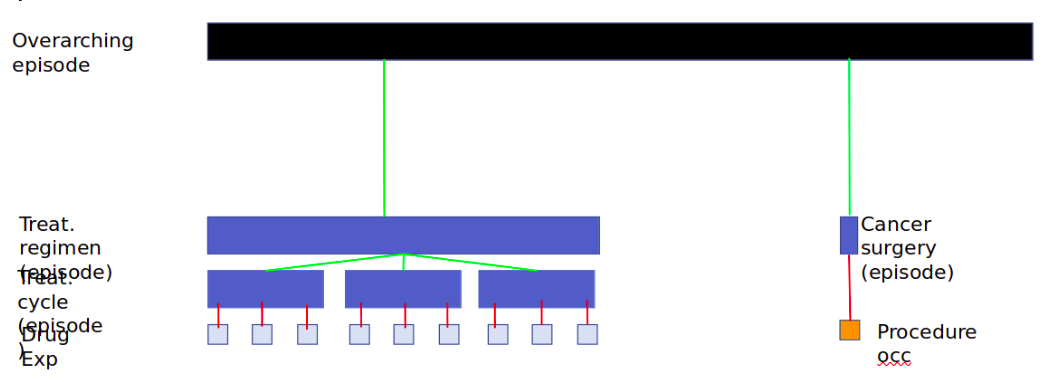 Overarching
episode
Treat.
regimen
(episode)
Treat.
cycle
(episode
)
Drug
Exp
Cancer
surgery
(episode)
Procedure
occ